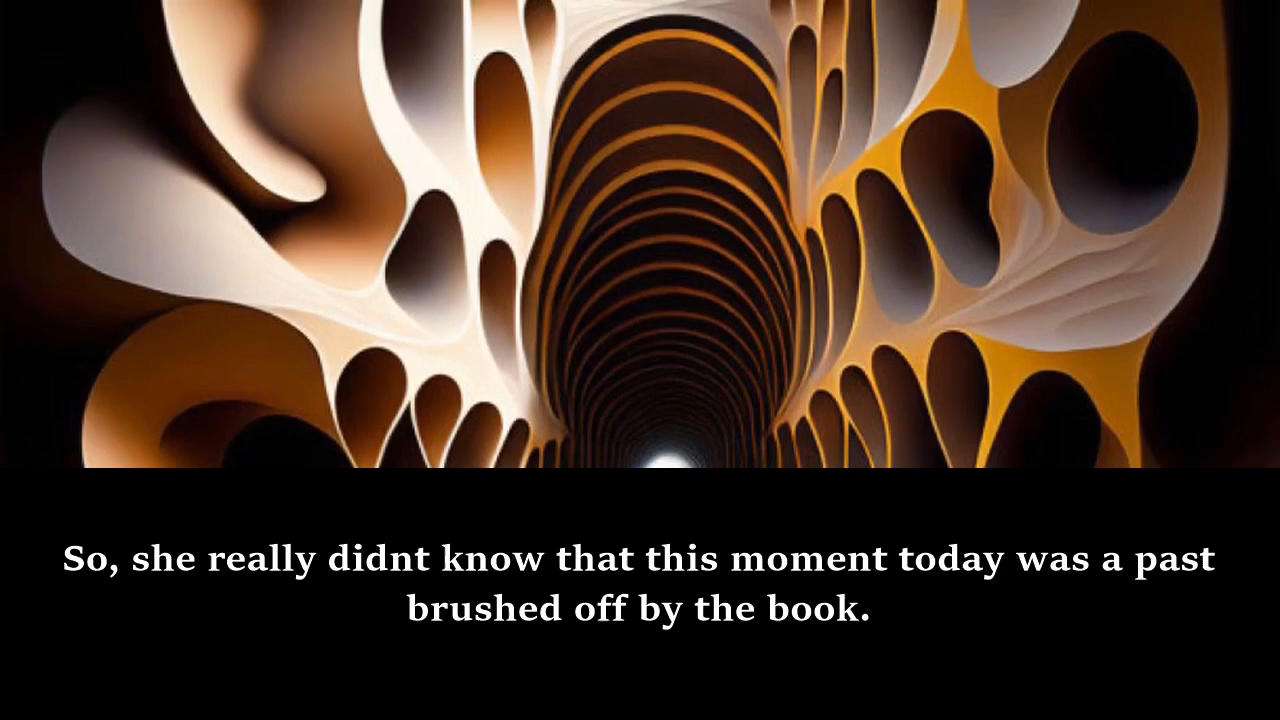 So, she really didnt know that this moment today was a past
brushed off by the book.